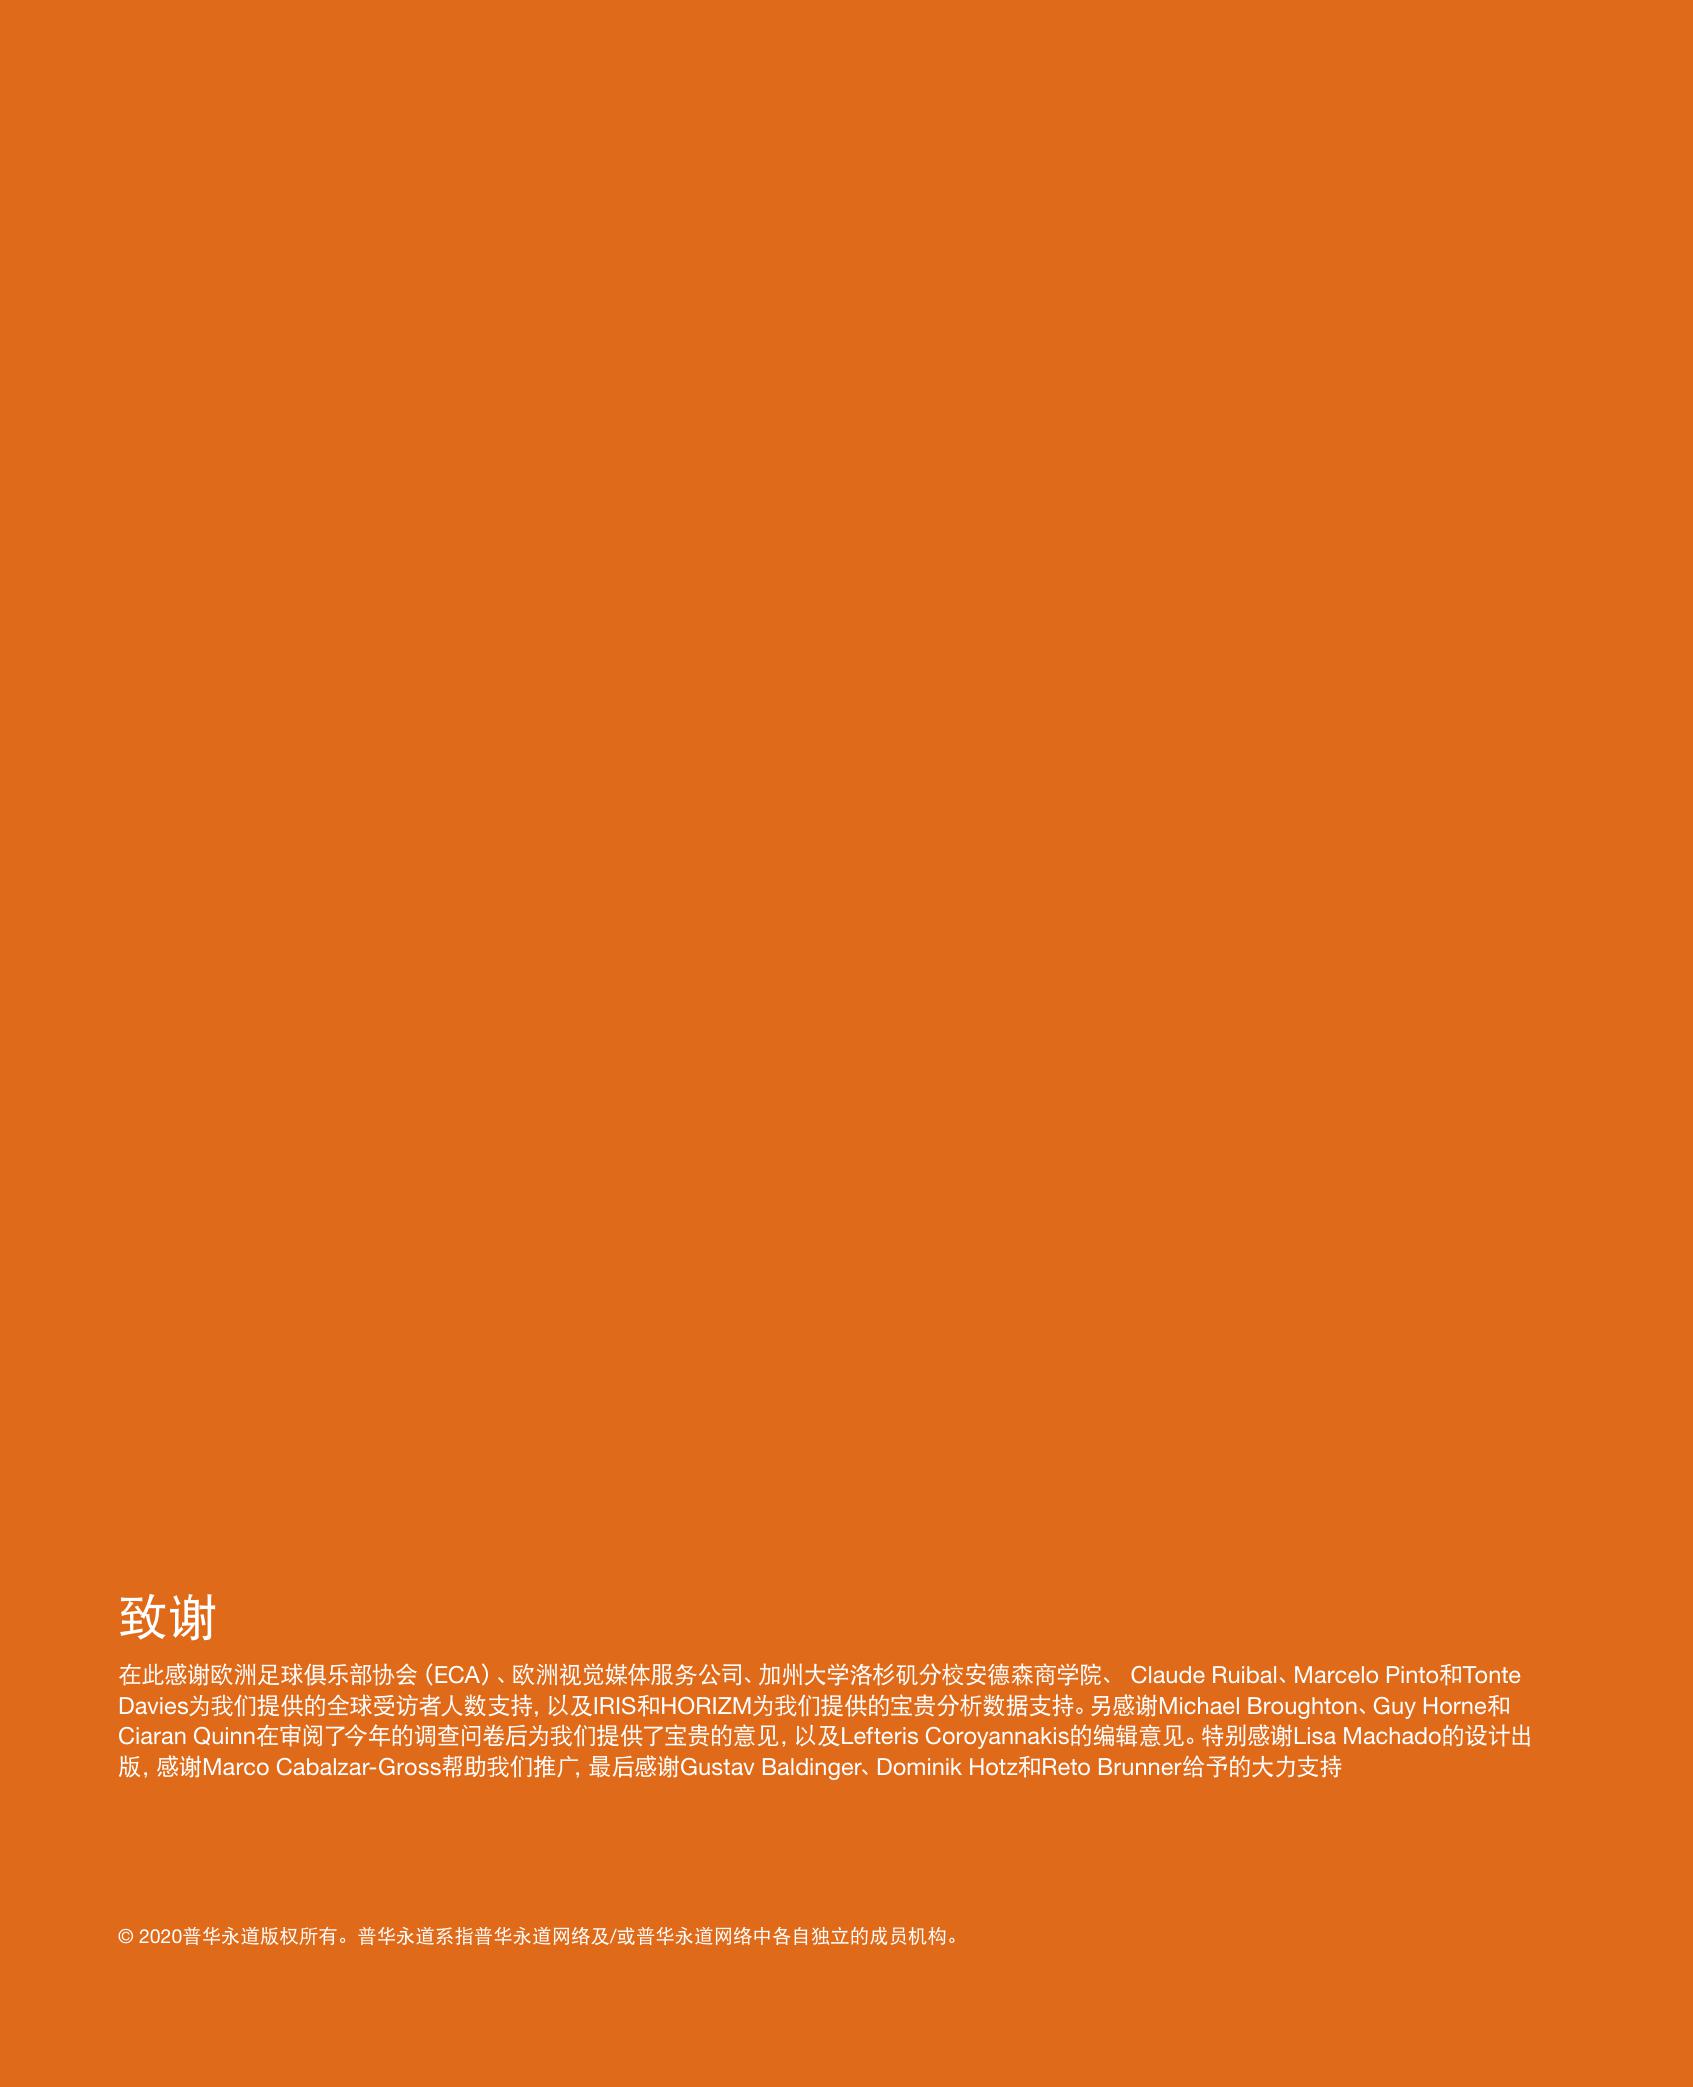 致谢
在此感谢欧洲足球俱乐部协会（ECA）、欧洲视觉媒体服务公司、加州大学洛杉矶分校安德森商学院、 Claude Ruibal、Marcelo Pinto和Tonte
Davies为我们提供的全球受访者人数支持，以及IRIS和HORIZM为我们提供的宝贵分析数据支持。另感谢Michael Broughton、Guy Horne和
Ciaran Quinn在审阅了今年的调查问卷后为我们提供了宝贵的意见，以及Lefteris Coroyannakis的编辑意见。特别感谢Lisa Machado的设计出
版，感谢Marco Cabalzar-Gross帮助我们推广，最后感谢Gustav Baldinger、Dominik Hotz和Reto Brunner给予的大力支持
© 2020普华永道版权所有。普华永道系指普华永道网络及/或普华永道网络中各自独立的成员机构。